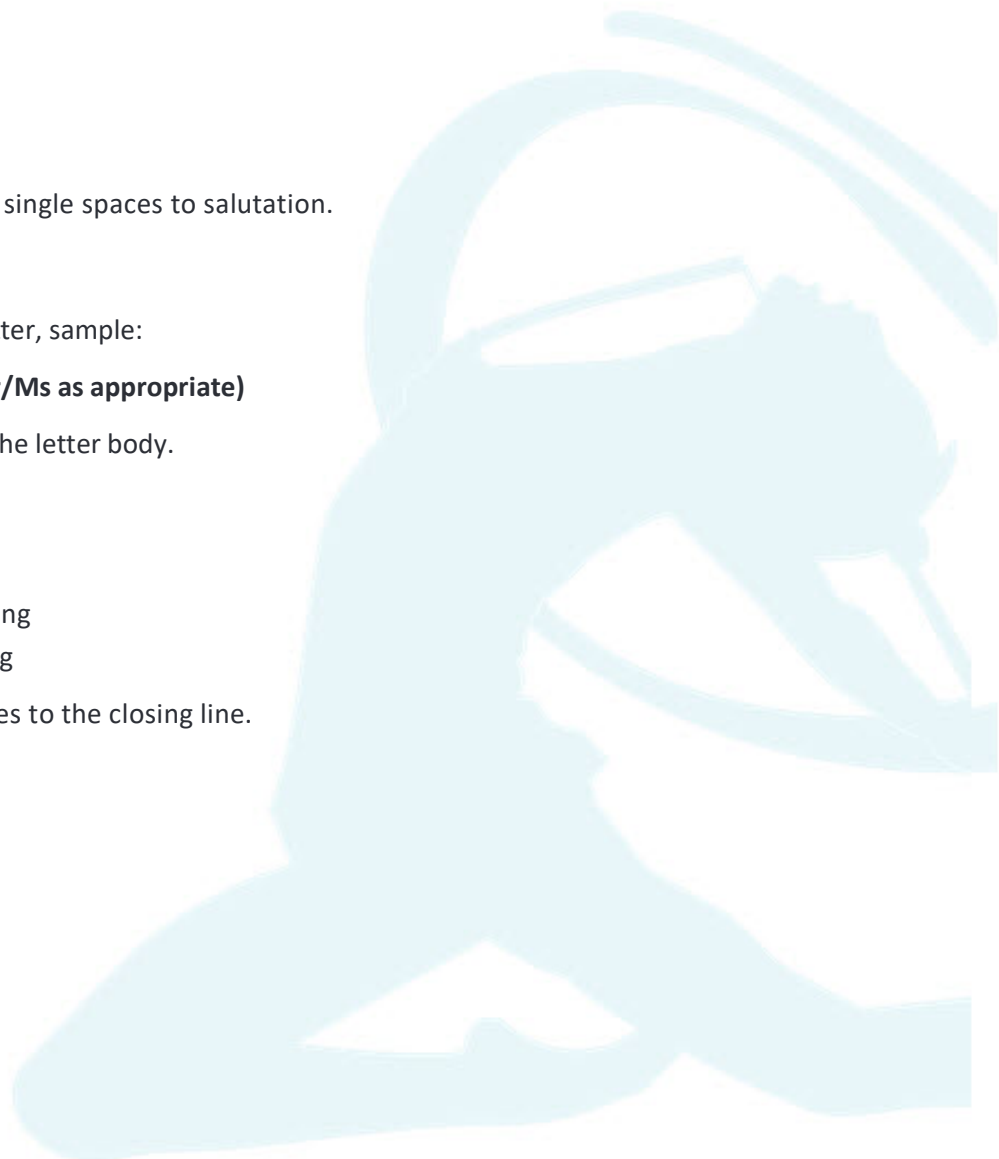 single spaces to salutation.
ter, sample:
/Ms as appropriate)
he letter body.
ng
g
es to the closing line.